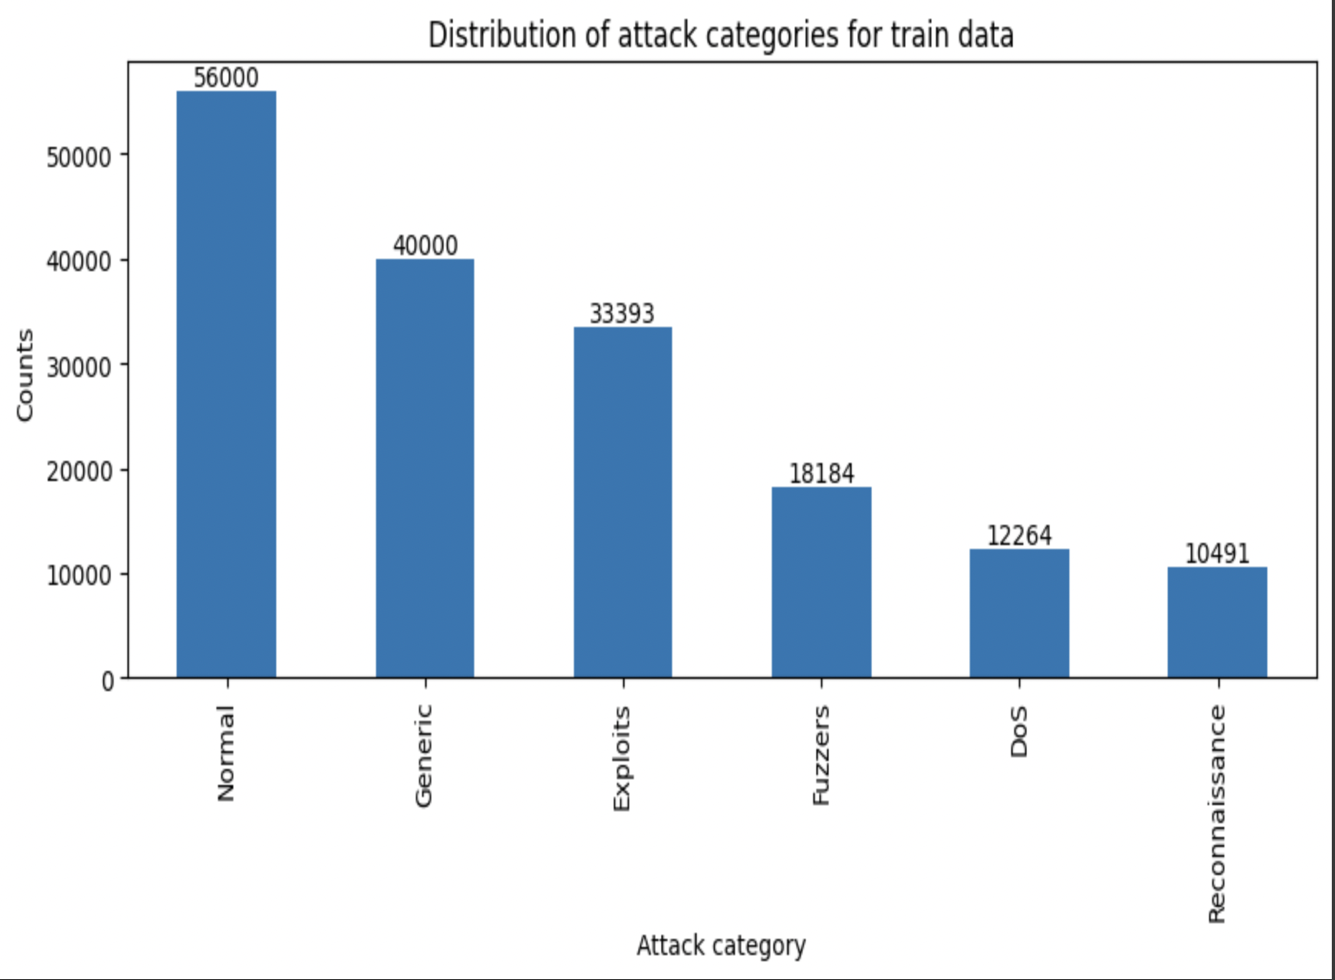 Distribution of attack categories for train data
56000
40000
33393
18184
12264
10491
50000
40000
30000
20000
10000
0
Counts
Normal
Generic
Exploits
Fuzzers
DoS
Reconnaissance
Attack category